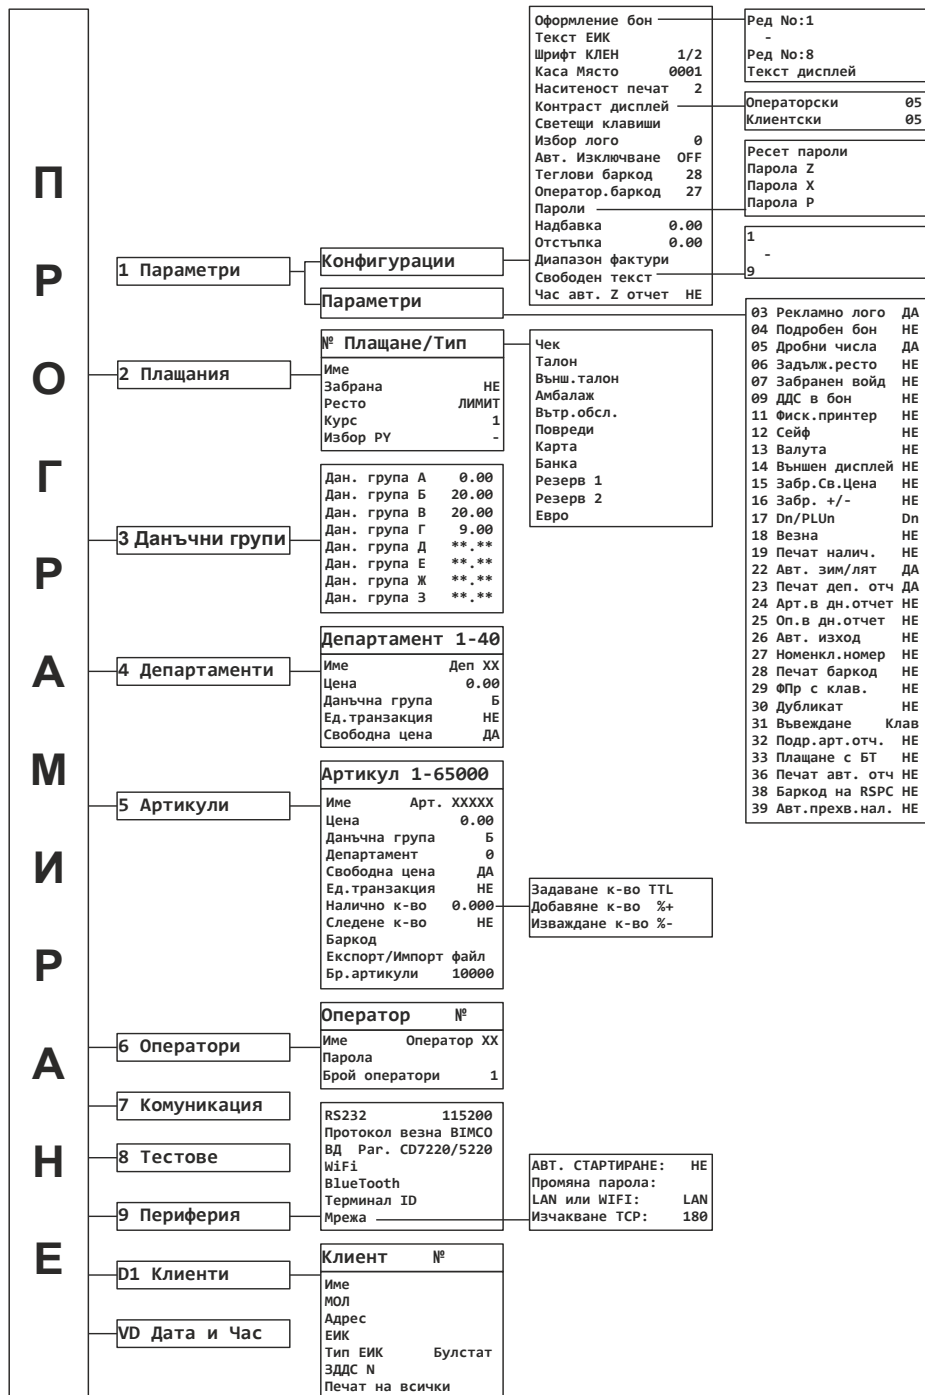 ПРОГРАМИРАНЕ
1 Параметри
Конфигурации
Оформление бон
Текст ЕИК
Шрифт КЛЕН 1/2
Каса Място 0001
Наситеност печат 2
Контраст дисплей
Светещи клавиши
Избор лого 0
Авт. Изключване OFF
Теглови баркод 28
Оператор.баркод 27
Пароли
Надбавка 0.00
Отстъпка 0.00
Диапазон фактури
Свободен текст
Час авт. Z отчет НЕ
Ред No:1
-
Ред No:8
Текст дисплей
Операторски 05
Клиентски 05
Ресет пароли
Парола Z
Парола X
Парола P
1
-
9
Параметри
03 Рекламно лого ДА
04 Подробен бон НЕ
05 Дробни числа ДА
06 Задълж.ресто НЕ
07 Забранен войд НЕ
09 ДДС в бон НЕ
11 Фиск.принтер НЕ
12 Сейф НЕ
13 Валута НЕ
14 Външен дисплей НЕ
15 Забр.Св.Цена НЕ
16 Забр. +/- НЕ
17 Dn/PLUn Dn
18 Везна НЕ
19 Печат налич. НЕ
22 Авт. зим/лят ДА
23 Печат деп. отч ДА
24 Арт.в дн.отчет НЕ
25 Оп.в дн.отчет НЕ
26 Авт. изход НЕ
27 Номенкл.номер НЕ
28 Печат баркод НЕ
29 ФПр с клав. НЕ
30 Дубликат НЕ
31 Въвеждане Клав
32 Подр.арт.отч. НЕ
33 Плащане с БТ НЕ
36 Печат авт. отч НЕ
38 Баркод на RSPC НЕ
39 Авт.прехв.нал. НЕ
2 Плащания
№ Плащане/Тип
Име
Забрана НЕ
Ресто ЛИМИТ
Курс 1
Избор PY -
Чек
Талон
Външ.талон
Амбалаж
Вътр.обсл.
Повреди
Карта
Банка
Резерв 1
Резерв 2
Евро
3 Данъчни групи
Дан. група А 0.00
Дан. група Б 20.00
Дан. група В 20.00
Дан. група Г 9.00
Дан. група Д **.**
Дан. група Е **.**
Дан. група Ж **.**
Дан. група З **.**
4 Департаменти
Департамент 1-40
Име Деп XX
Цена 0.00
Данъчна група Б
Ед.транзакция НЕ
Свободна цена ДА
5 Артикули
Артикул 1-65000
Име Арт. XXXXX
Цена 0.00
Данъчна група Б
Департамент 0
Свободна цена ДА
Ед.транзакция НЕ
Налично к-во 0.000
Следене к-во НЕ
Баркод
Експорт/Импорт файл
Бр.артикули 10000
Задаване к-во TTL
Добавяне к-во %+
Изваждане к-во %-
6 Оператори
Оператор №
Име Оператор XX
Парола
Брой оператори 1
7 Комуникация
8 Тестове
9 Периферия
RS232 115200
Протокол везна BIMCO
ВД Par. CD7220/5220
WiFi
BlueTooth
Терминал ID
Мрежа
АВТ. СТАРТИРАНЕ: НЕ
Промяна парола:
LAN или WIFI: LAN
Изчакване TCP: 180
D1 Клиенти
Клиент №
Име
МОЛ
Адрес
ЕИК
Тип ЕИК Булстат
ЗДДС N
Печат на всички
VD Дата и Час